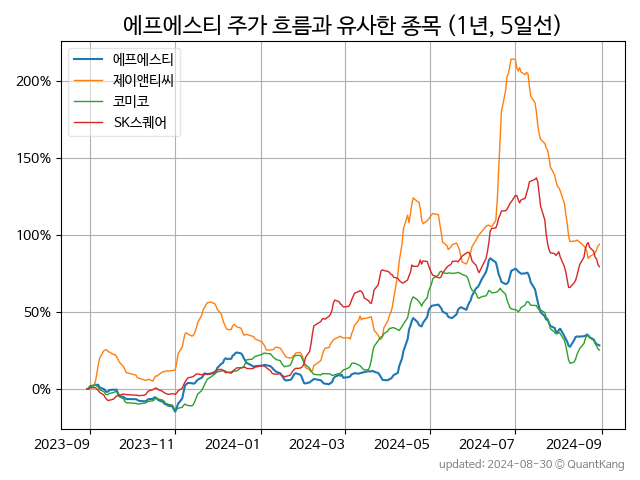 에프에스티 주가 흐름과 유사한 종목 (1년, 5일선)
에프에스티
제이앤티씨
코미코
SK스퀘어
200%
150%
100%
50%
0%
2023-09 2023-11 2024-01 2024-03 2024-05 2024-07 2024-09
updated: 2024-08-30 © QuantKang